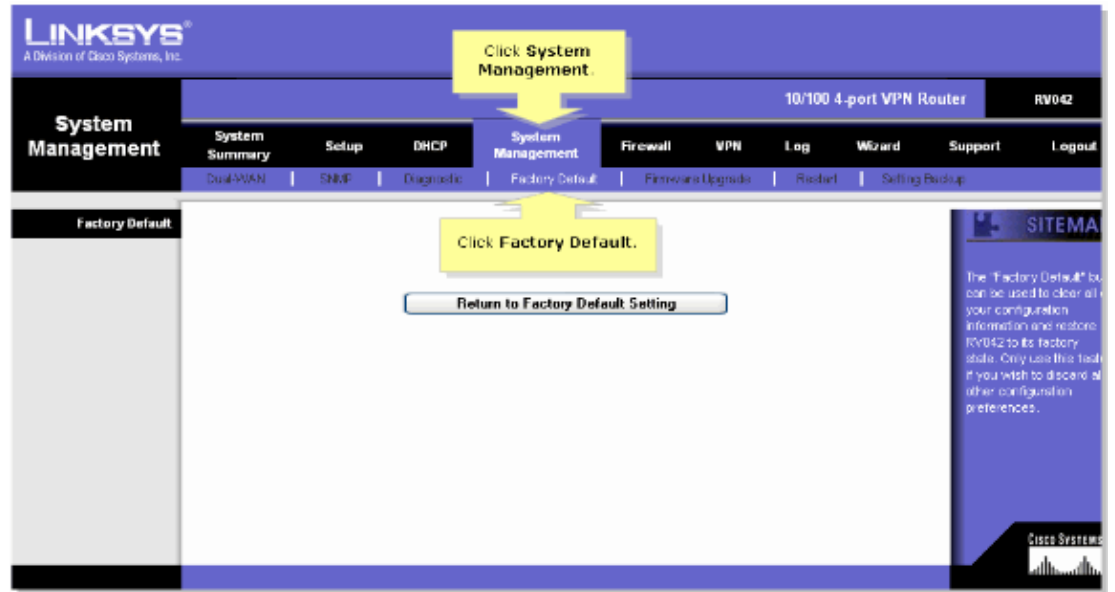 LINKSYS®
A Division of Cisco Systems, Inc.
Click System
Management.
10/100 4-port VPN Router
RV042
System
Management
System
Summary
Setup
DHCP
System
Management
Firewall
VPN
Log
Wizard
Support
Logout
Dual-WAN | SNMP | Diagnostic | Factory Default | Firmware Upgrade | Restart | Setting Backup
Factory Default
Click Factory Default.
Return to Factory Default Setting
SITEMA
The "Factory Default" bu
can be used to clear all
your configuration
information and restore
RV042 to its factory
state. Only use this
if you wish to discard al
other configuration
preferences.
CISCO SYSTEMS